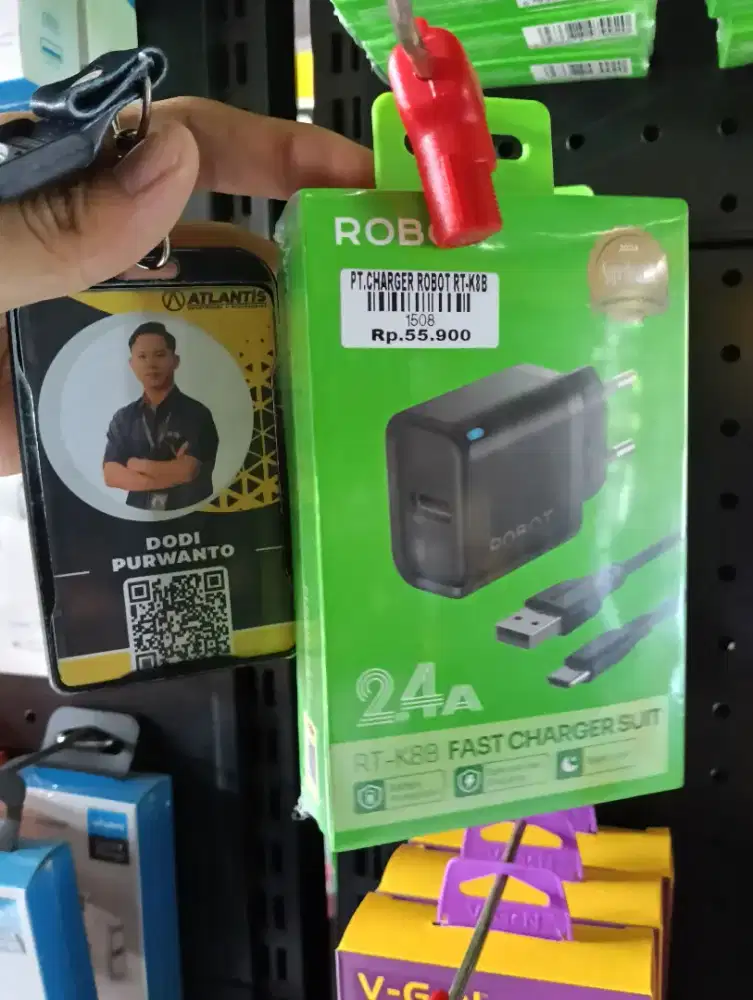 ATLANTIS
DODI
PURWANTO
PT.CHARGER ROBOT RT-K8B
1508
Rp.55.900
ROBOT
2.4A
RT-K8B FAST CHARGER SUIT